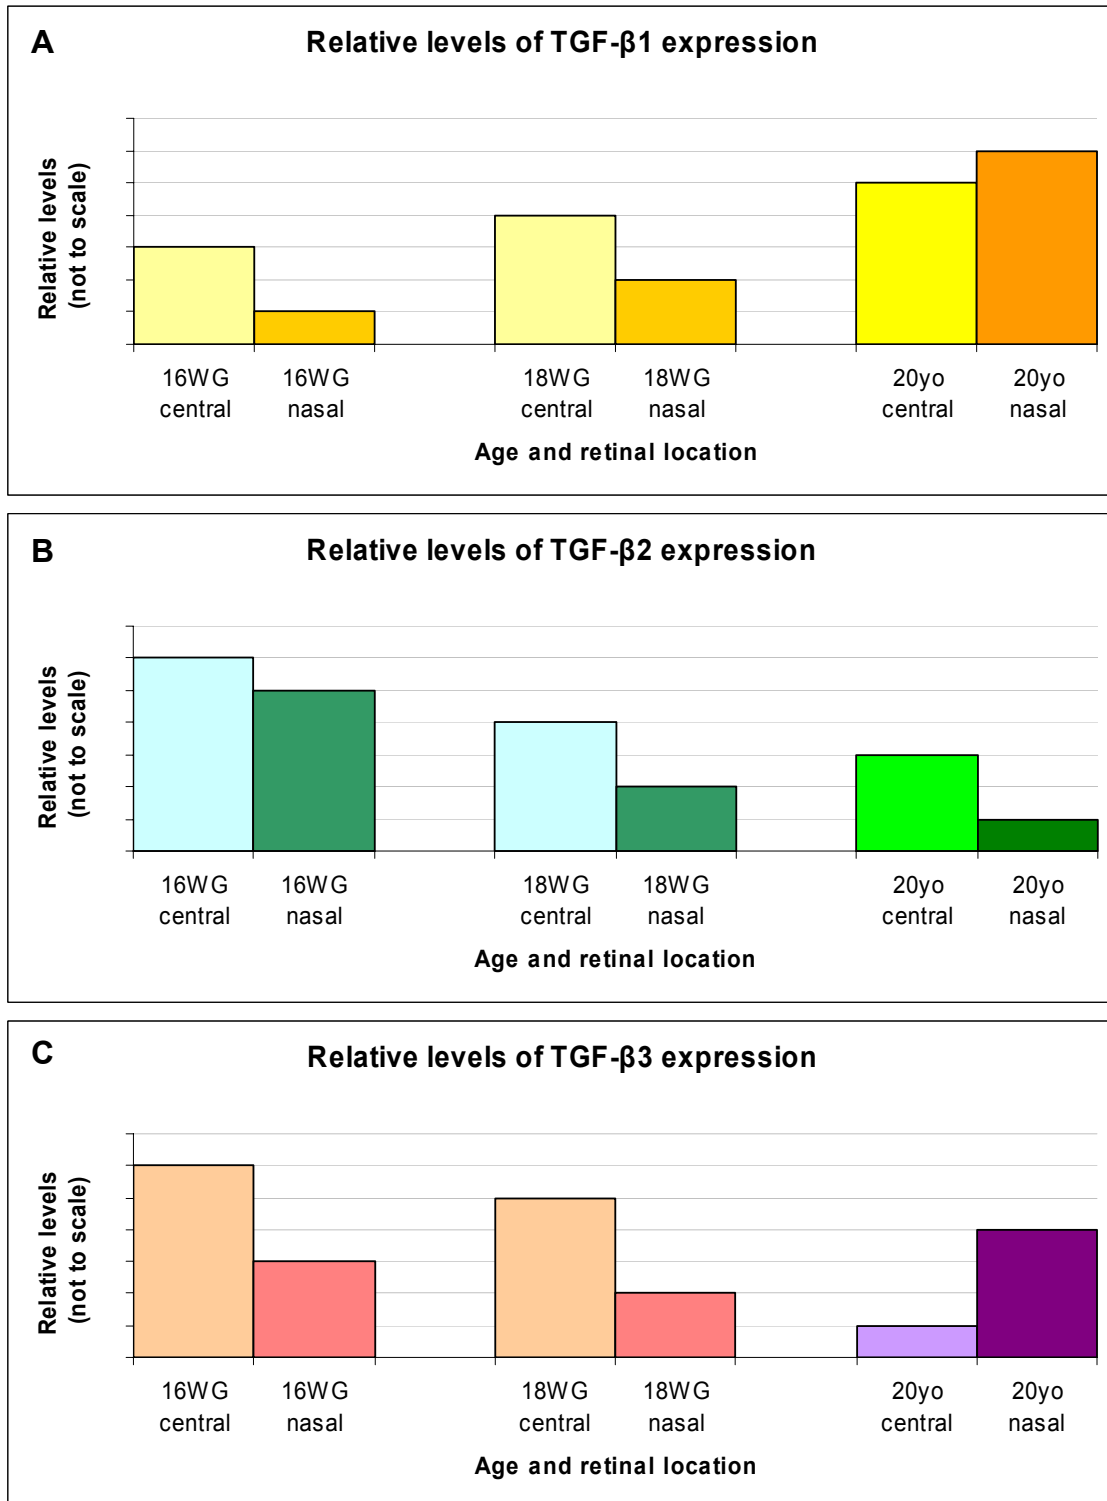 A
Relative levels of TGF-β1 expression
Relative levels
(not to scale)
16WG
central
16WG
nasal
18WG
central
18WG
nasal
20yo
central
20yo
nasal
Age and retinal location
B
Relative levels of TGF-β2 expression
Relative levels
(not to scale)
16WG
central
16WG
nasal
18WG
central
18WG
nasal
20yo
central
20yo
nasal
Age and retinal location
C
Relative levels of TGF-β3 expression
Relative levels
(not to scale)
16WG
central
16WG
nasal
18WG
central
18WG
nasal
20yo
central
20yo
nasal
Age and retinal location